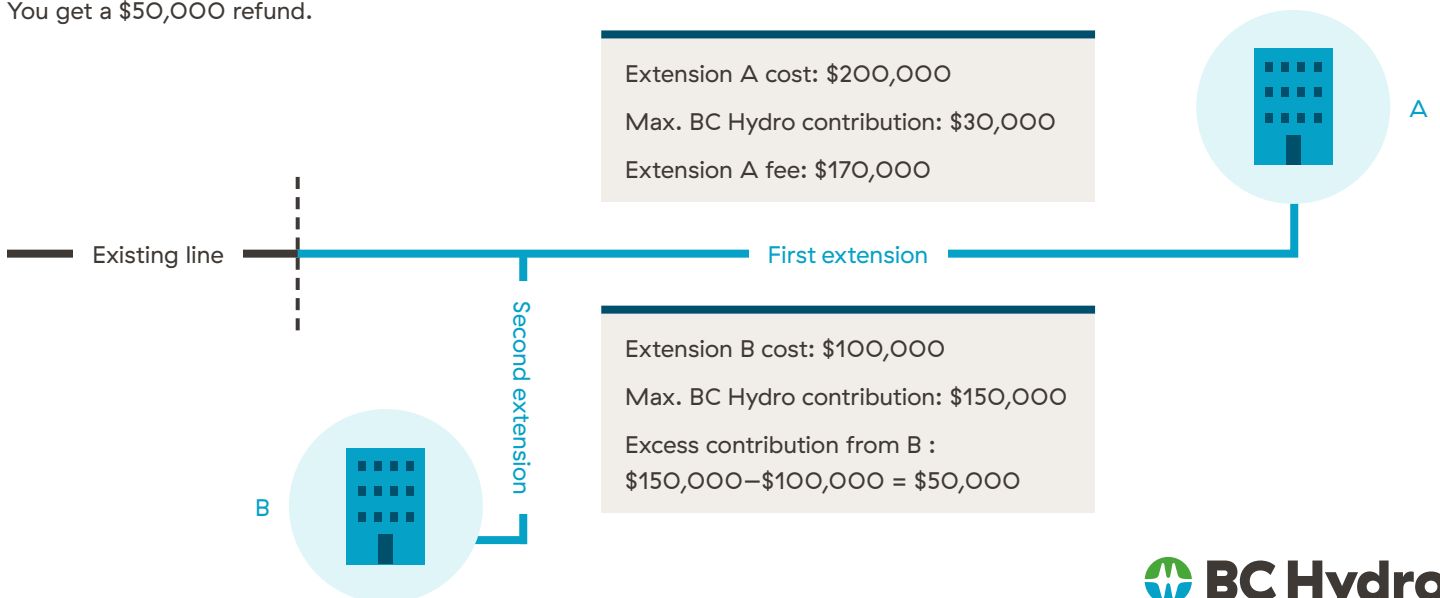 You get a $50,000 refund.
Extension A cost: $200,000
Max. BC Hydro contribution: $30,000
Extension A fee: $170,000
A
Existing line
First extension
Second extension
Extension B cost: $100,000
Max. BC Hydro contribution: $150,000
Excess contribution from B :
$150,000–$100,000 = $50,000
B
BC Hydro